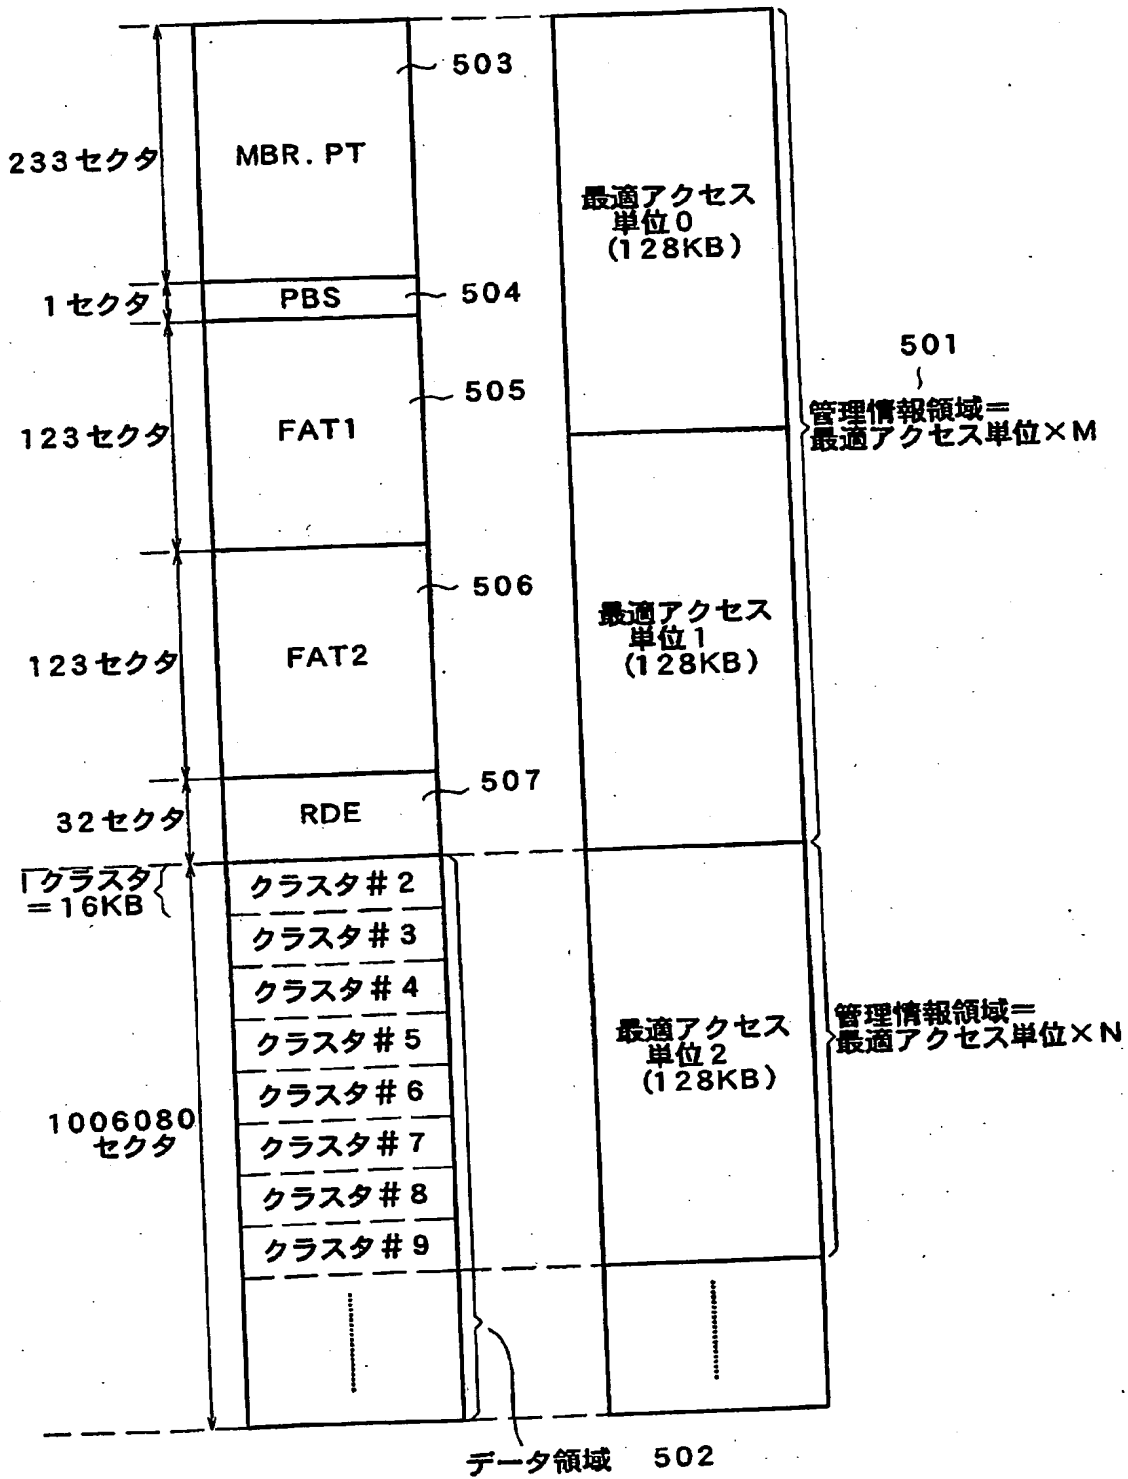 503
MBR. PT
233セクタ
最適アクセス
単位0
(128KB)
PBS
504
1セクタ
501
505
管理情報領域=
最適アクセス単位×M
FAT1
123セクタ
506
最適アクセス
単位1
(128KB)
FAT2
123セクタ
507
RDE
32セクタ
1クラスタ
=16KB
クラスタ#2
クラスタ#3
クラスタ#4
クラスタ#5
クラスタ#6
クラスタ#7
クラスタ#8
クラスタ#9
最適アクセス
単位2
(128KB)
管理情報領域=
最適アクセス単位×N
1006080
セクタ
データ領域 502